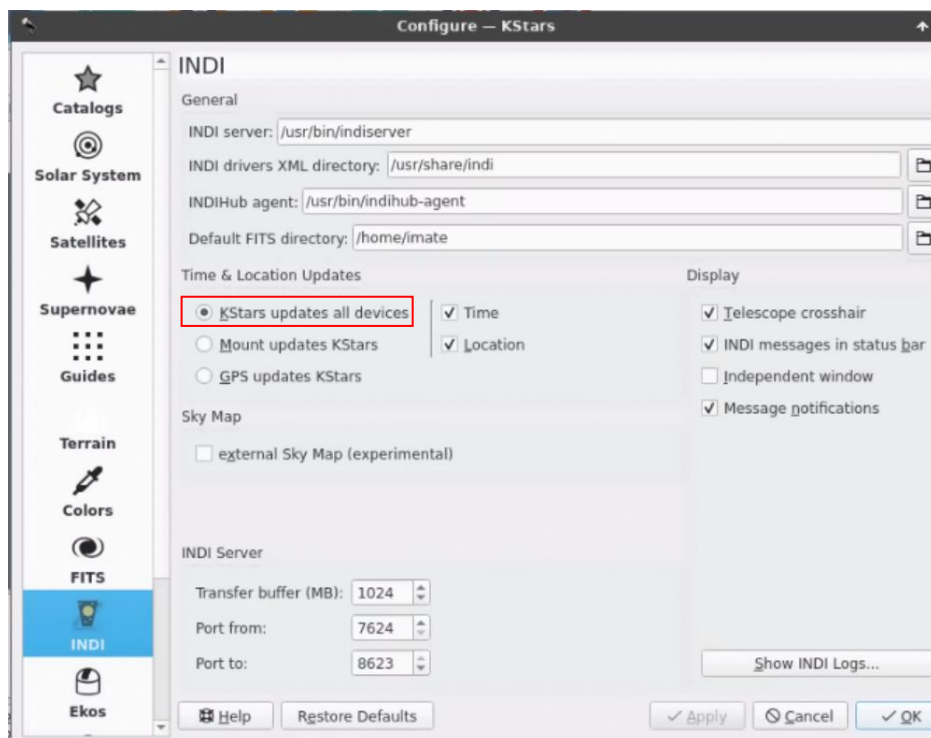 Configure — KStars
Catalogs
Solar System
Satellites
Supernovae
Guides
Terrain
Colors
FITS
INDI
Ekos
INDI
General
INDI server: /usr/bin/indiserver
INDI drivers XML directory: /usr/share/indi
INDIHub agent: /usr/bin/indihub-agent
Default FITS directory: /home/imate
Time & Location Updates
KStars updates all devices
Mount updates KStars
GPS updates KStars
Time
Location
Display
Telescope crosshair
INDI messages in status bar
Independent window
Message notifications
Sky Map
external Sky Map (experimental)
INDI Server
Transfer buffer (MB): 1024
Port from: 7624
Port to: 8623
Show INDI Logs...
Help
Restore Defaults
Apply
Cancel
OK